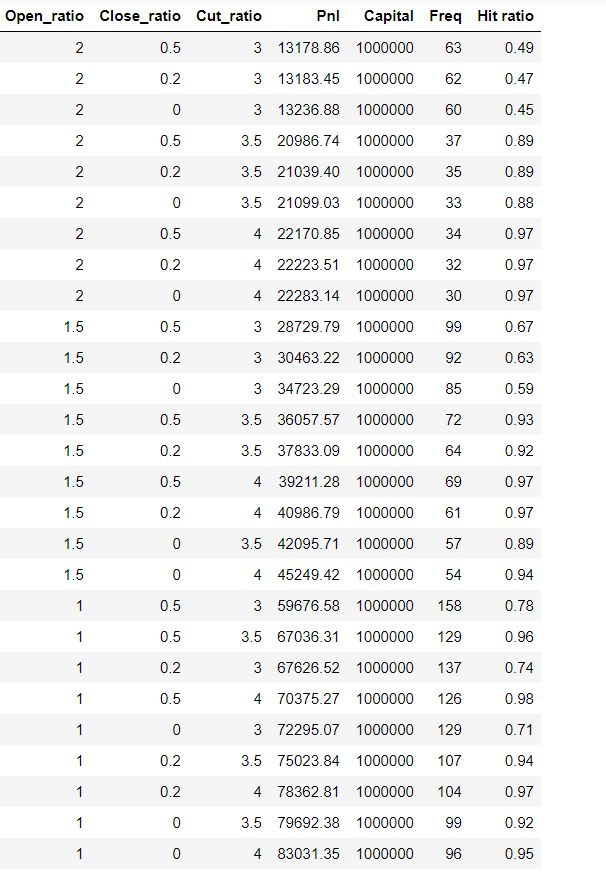 Open_ratio Close_ratio Cut_ratio Pnl Capital Freq Hit ratio
2 0.5 3 13178.86 1000000 63 0.49
2 0.2 3 13183.45 1000000 62 0.47
2 0 3 13236.88 1000000 60 0.45
2 0.5 3.5 20986.74 1000000 37 0.89
2 0.2 3.5 21039.40 1000000 35 0.89
2 0 3.5 21099.03 1000000 33 0.88
2 0.5 4 22170.85 1000000 34 0.97
2 0.2 4 22223.51 1000000 32 0.97
2 0 4 22283.14 1000000 30 0.97
1.5 0.5 3 28729.79 1000000 99 0.67
1.5 0.2 3 30463.22 1000000 92 0.63
1.5 0 3 34723.29 1000000 85 0.59
1.5 0.5 3.5 36057.57 1000000 72 0.93
1.5 0.2 3.5 37833.09 1000000 64 0.92
1.5 0.5 4 39211.28 1000000 69 0.97
1.5 0.2 4 40986.79 1000000 61 0.97
1.5 0 3.5 42095.71 1000000 57 0.89
1.5 0 4 45249.42 1000000 54 0.94
1 0.5 3 59676.58 1000000 158 0.78
1 0.5 3.5 67036.31 1000000 129 0.96
1 0.2 3 67626.52 1000000 137 0.74
1 0.5 4 70375.27 1000000 126 0.98
1 0 3 72295.07 1000000 129 0.71
1 0.2 3.5 75023.84 1000000 107 0.94
1 0.2 4 78362.81 1000000 104 0.97
1 0 3.5 79692.38 1000000 99 0.92
1 0 4 83031.35 1000000 96 0.95